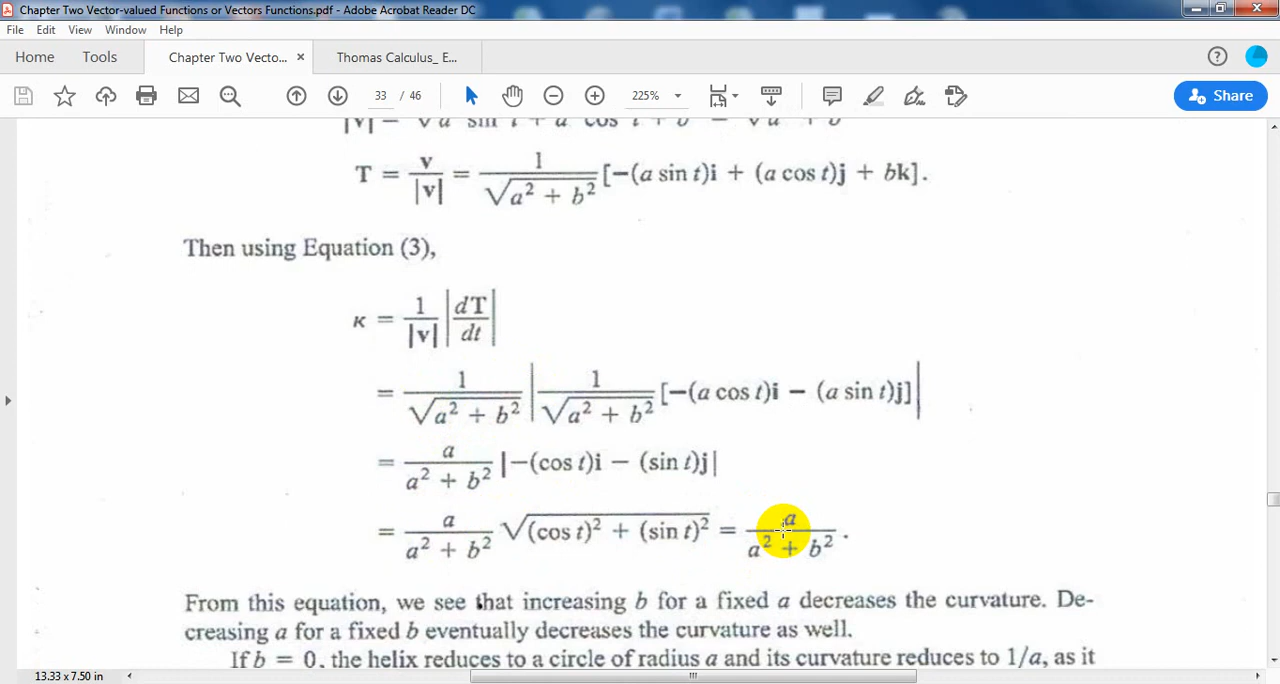 Chapter Two Vector-valued Functions or Vectors Functions.pdf - Adobe Acrobat Reader DC
File Edit View Window Help
Home Tools Chapter Two Vecto... × Thomas Calculus_ E...
33 / 46 225% Share
T = v/|v| = 1/√(a² + b²) [−(a sin t)i + (a cos t)j + bk].
Then using Equation (3),
κ = 1/|v| |dT/dt|
= 1/√(a² + b²) | 1/√(a² + b²) [−(a cos t)i − (a sin t)j] |
= a/(a² + b²) |−(cos t)i − (sin t)j|
= a/(a² + b²) √((cos t)² + (sin t)²) = a/(a² + b²).
From this equation, we see that increasing b for a fixed a decreases the curvature. De-
creasing a for a fixed b eventually decreases the curvature as well.
If b = 0, the helix reduces to a circle of radius a and its curvature reduces to 1/a, as it
13.33 x 7.50 in